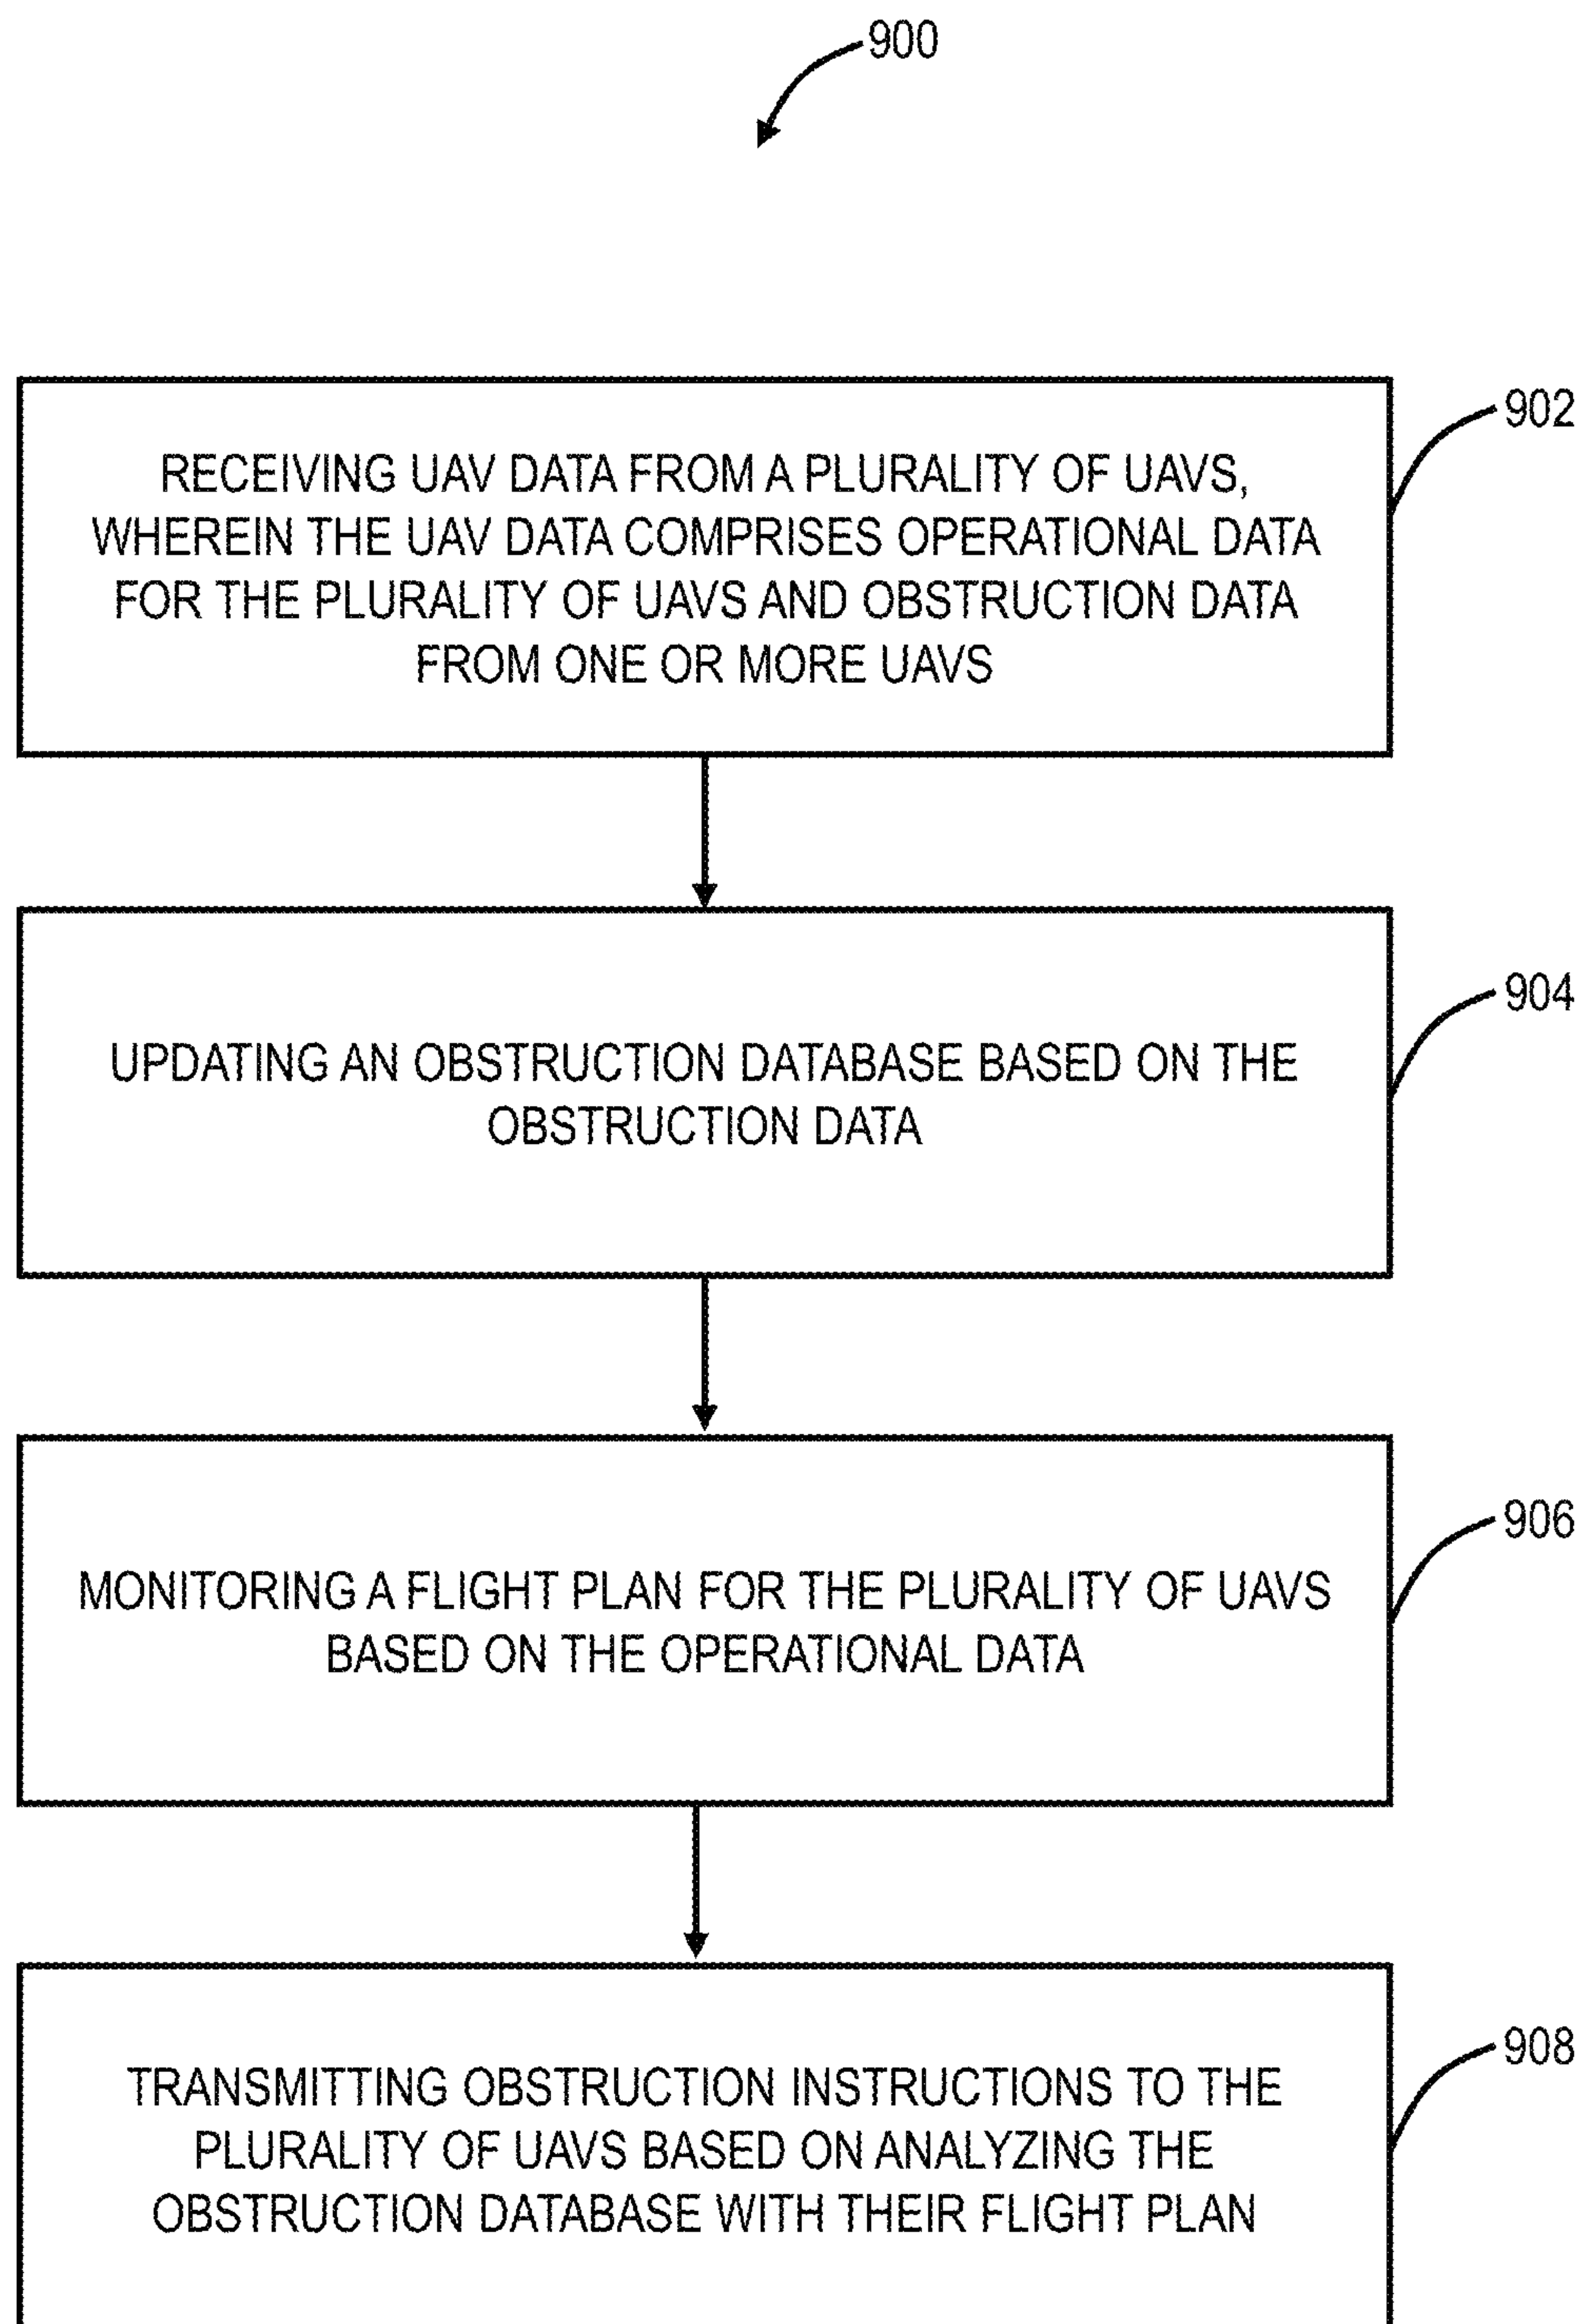 900
902
RECEIVING UAV DATA FROM A PLURALITY OF UAVS,
WHEREIN THE UAV DATA COMPRISES OPERATIONAL DATA
FOR THE PLURALITY OF UAVS AND OBSTRUCTION DATA
FROM ONE OR MORE UAVS
904
UPDATING AN OBSTRUCTION DATABASE BASED ON THE
OBSTRUCTION DATA
906
MONITORING A FLIGHT PLAN FOR THE PLURALITY OF UAVS
BASED ON THE OPERATIONAL DATA
908
TRANSMITTING OBSTRUCTION INSTRUCTIONS TO THE
PLURALITY OF UAVS BASED ON ANALYZING THE
OBSTRUCTION DATABASE WITH THEIR FLIGHT PLAN